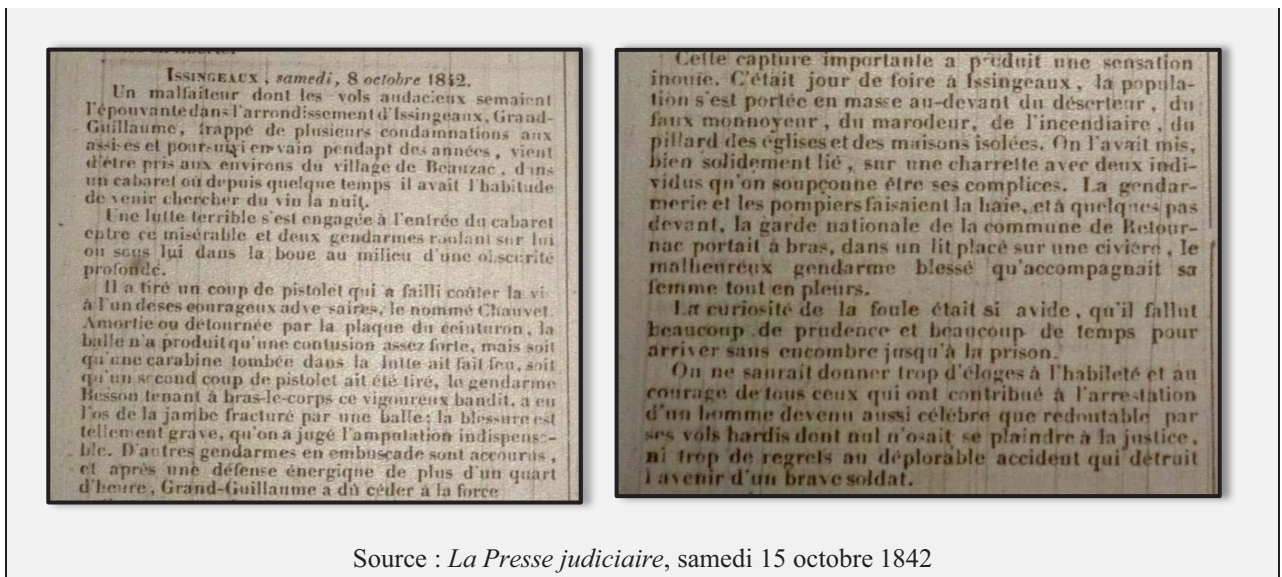 ISSINGEAUX, samedi, 8 octobre 1842.
Un malfaiteur dont les vols audacieux semaient
l'épouvante dans l'arrondissement d'Issingeaux, Grand-
Guillaume, frappé de plusieurs condamnations aux
assises et poursuivi en vain pendant des années, vient
d'être pris aux environs du village de Beauzac, dans
un cabaret où depuis quelque temps il avait l'habitude
de venir chercher du vin la nuit.
Une lutte terrible s'est engagée à l'entrée du cabaret
entre ce misérable et deux gendarmes roulant sur lui
ou sous lui dans la boue au milieu d'une obscurité
profonde.
Il a tiré un coup de pistolet qui a failli coûter la vi
à l'un de ses courageux adve saires, le nommé Chauvet.
Amortie ou détournée par la plaque du ceinturon, la
balle n'a produit qu'une contusion assez forte, mais soit
qu'une carabine tombée dans la lutte ait fait feu, soit
qu'un second coup de pistolet ait été tiré, le gendarme
Besson tenant à bras-le-corps ce vigoureux bandit, a eu
l'os de la jambe fracturé par une balle; la blessure est
tellement grave, qu'on a jugé l'amputation indispensa-
ble. D'autres gendarmes en embuscade sont accourus,
et après une défense énergique de plus d'un quart
d'heure, Grand-Guillaume a dû céder à la force
Cette capture importante a produit une sensation
inouie. C'était jour de foire à Issingeaux, la popula-
tion s'est portée en masse au-devant du déserteur, du
faux monnoyeur, du marodeur, de l'incendiaire, du
pillard des églises et des maisons isolées. On l'avait mis,
bien solidement lié, sur une charrette avec deux indi-
vidus qu'on soupçonne être ses complices. La gendar-
merie et les pompiers faisaient la haie, et à quelques pas
devant, la garde nationale de la commune de Retour-
nac portait à bras, dans un lit placé sur une civière, le
malheureux gendarme blessé qu'accompagnait sa
femme tout en pleurs.
La curiosité de la foule était si avide, qu'il fallut
beaucoup de prudence et beaucoup de temps pour
arriver sans encombre jusqu'à la prison.
On ne saurait donner trop d'éloges à l'habileté et au
courage de tous ceux qui ont contribué à l'arrestation
d'un homme devenu aussi célèbre que redoutable par
ses vols hardis dont nul n'osait se plaindre à la justice,
ni trop de regrets au déplorable accident qui détruit
l avenir d'un brave soldat.
Source : La Presse judiciaire, samedi 15 octobre 1842